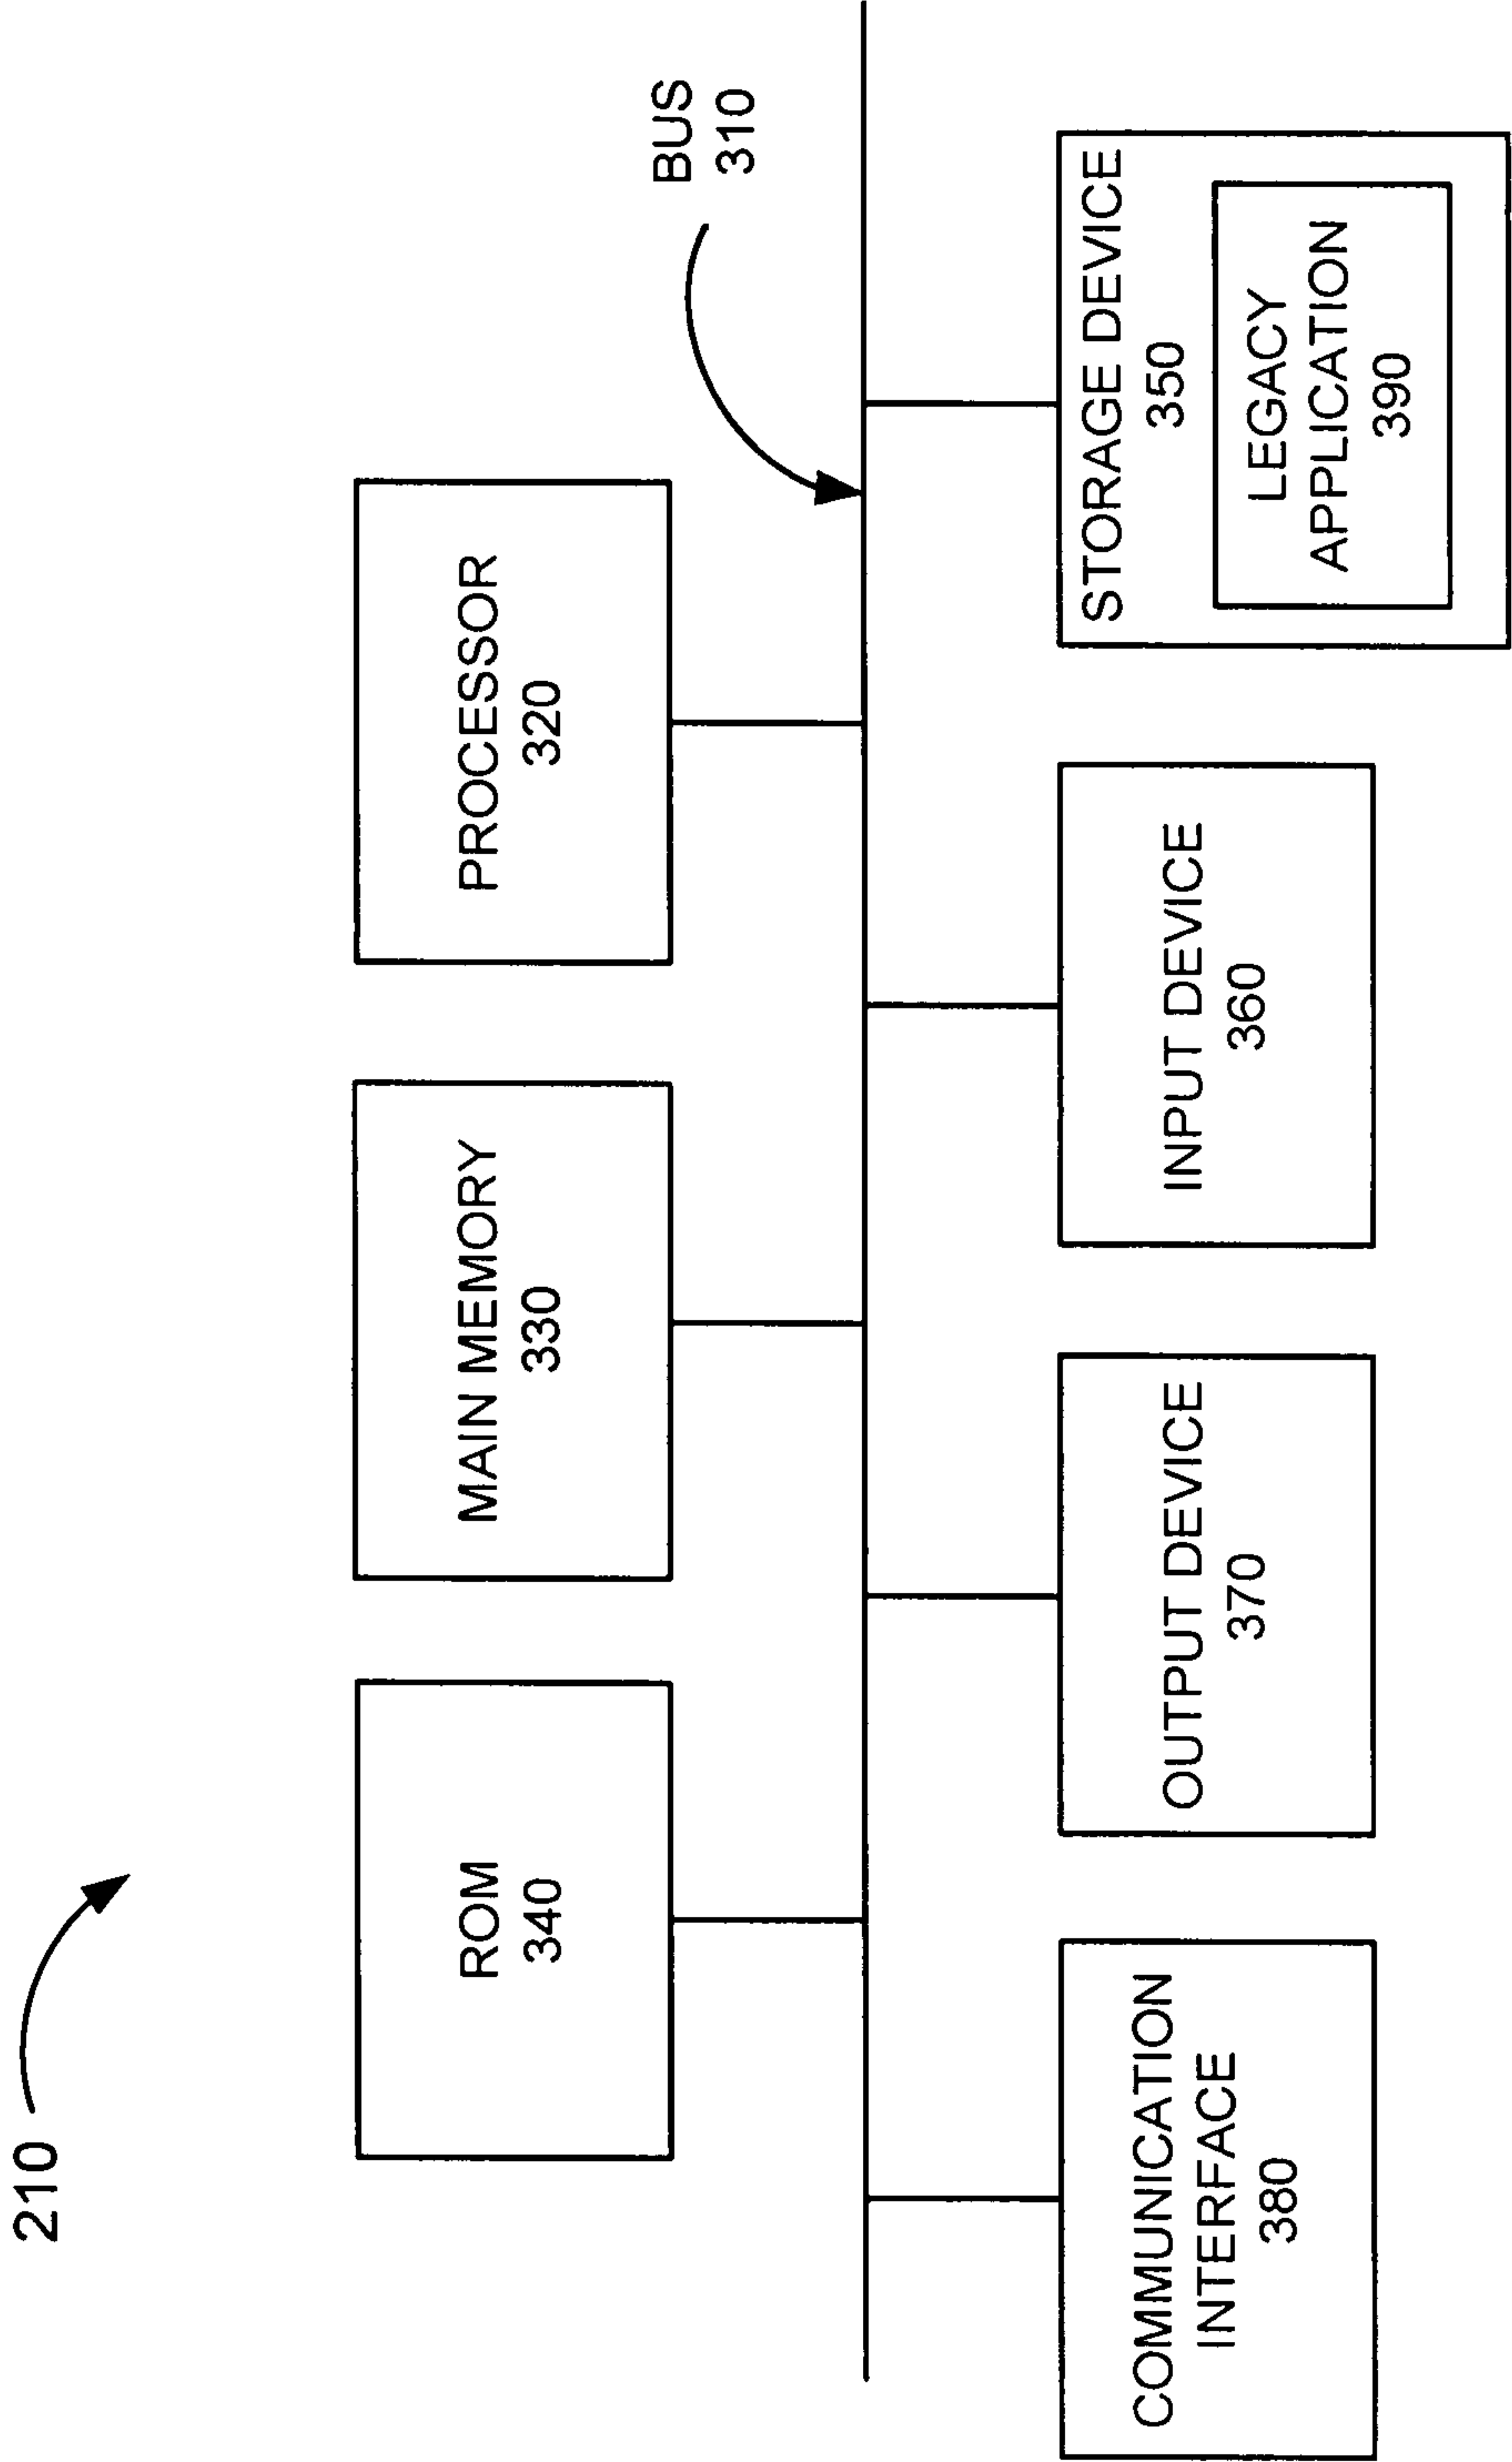 210
ROM
340
MAIN MEMORY
330
PROCESSOR
320
BUS
310
COMMUNICATION
INTERFACE
380
OUTPUT DEVICE
370
INPUT DEVICE
360
STORAGE DEVICE
350
LEGACY
APPLICATION
390